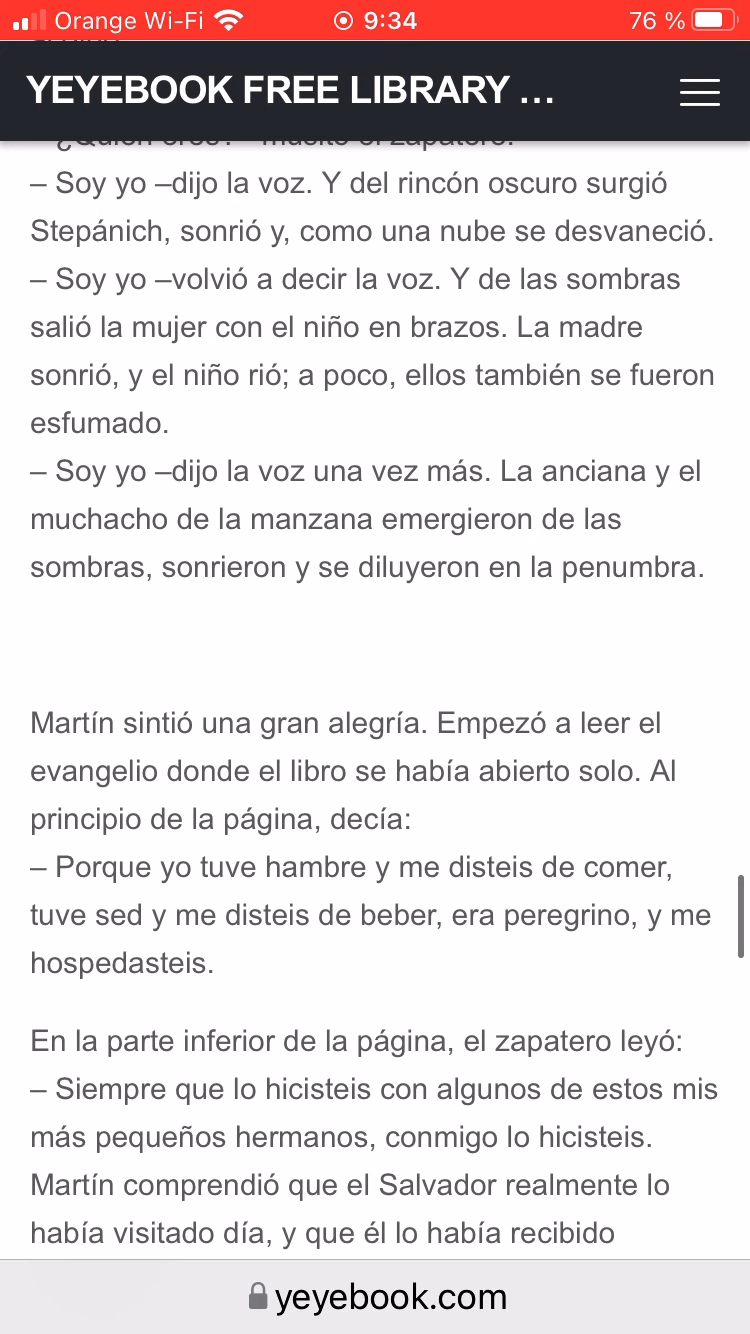 Orange Wi-Fi 9:34 76 %
YEYEBOOK FREE LIBRARY ...
– Soy yo –dijo la voz. Y del rincón oscuro surgió
Stepánich, sonrió y, como una nube se desvaneció.
– Soy yo –volvió a decir la voz. Y de las sombras
salió la mujer con el niño en brazos. La madre
sonrió, y el niño rió; a poco, ellos también se fueron
esfumado.
– Soy yo –dijo la voz una vez más. La anciana y el
muchacho de la manzana emergieron de las
sombras, sonrieron y se diluyeron en la penumbra.
Martín sintió una gran alegría. Empezó a leer el
evangelio donde el libro se había abierto solo. Al
principio de la página, decía:
– Porque yo tuve hambre y me disteis de comer,
tuve sed y me disteis de beber, era peregrino, y me
hospedasteis.
En la parte inferior de la página, el zapatero leyó:
– Siempre que lo hicisteis con algunos de estos mis
más pequeños hermanos, conmigo lo hicisteis.
Martín comprendió que el Salvador realmente lo
había visitado día, y que él lo había recibido
yeyebook.com